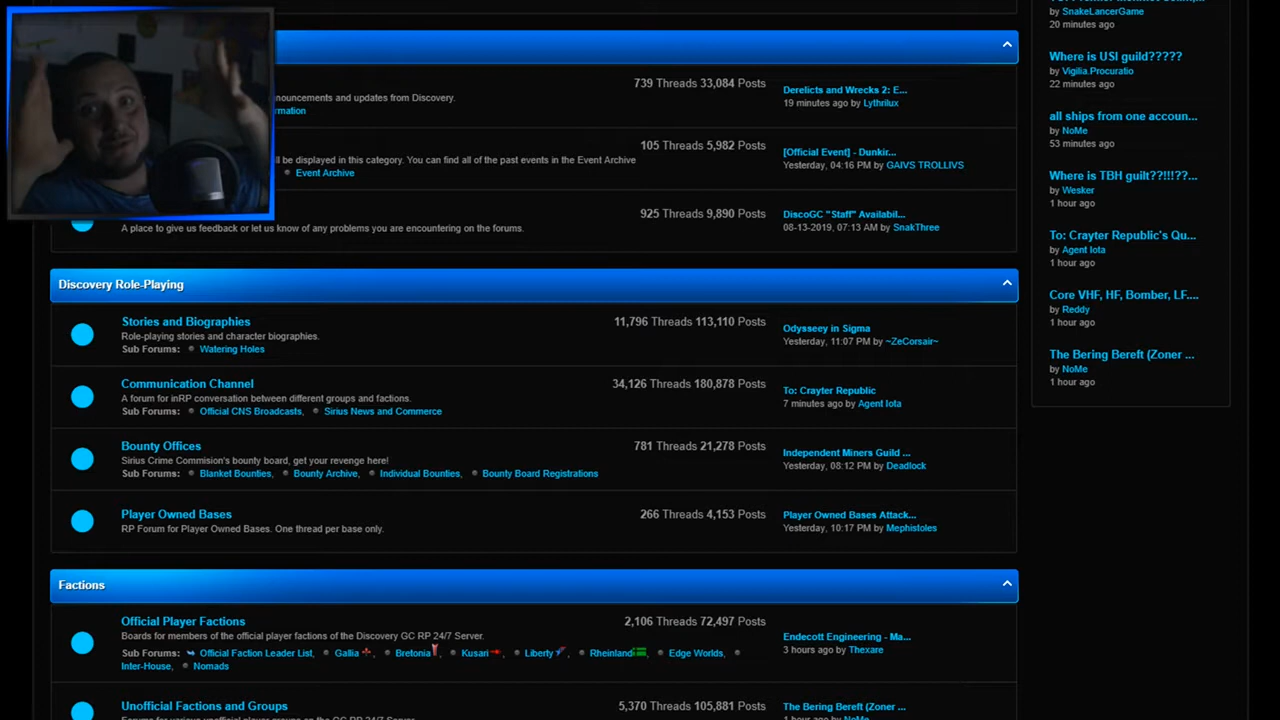 739 Threads 33,084 Posts
nouncements and updates from Discovery.
rmation
Derelicts and Wrecks 2: E...
19 minutes ago by Lythrilux
105 Threads 5,982 Posts
ll be displayed in this category. You can find all of the past events in the Event Archive
Event Archive
[Official Event] - Dunkir...
Yesterday, 04:16 PM by GAIVS TROLLIVS
925 Threads 9,890 Posts
A place to give us feedback or let us know of any problems you are encountering on the forums.
DiscoGC "Staff" Availabil...
08-13-2019, 07:13 AM by SnakThree
Discovery Role-Playing
Stories and Biographies
Role-playing stories and character biographies.
Sub Forums: Watering Holes
11,796 Threads 113,110 Posts
Odysseey in Sigma
Yesterday, 11:07 PM by ~ZeCorsair~
Communication Channel
A forum for inRP conversation between different groups and factions.
Sub Forums: Official CNS Broadcasts, Sirius News and Commerce
34,126 Threads 180,878 Posts
To: Crayter Republic
7 minutes ago by Agent Iota
Bounty Offices
Sirius Crime Commision's bounty board, get your revenge here!
Sub Forums: Blanket Bounties, Bounty Archive, Individual Bounties, Bounty Board Registrations
781 Threads 21,278 Posts
Independent Miners Guild ...
Yesterday, 08:12 PM by Deadlock
Player Owned Bases
RP Forum for Player Owned Bases. One thread per base only.
266 Threads 4,153 Posts
Player Owned Bases Attack...
Yesterday, 10:17 PM by Mephistoles
Factions
Official Player Factions
Boards for members of the official player factions of the Discovery GC RP 24/7 Server.
Sub Forums: Official Faction Leader List, Gallia, Bretonia, Kusari, Liberty, Rheinland, Edge Worlds,
Inter-House, Nomads
2,106 Threads 72,497 Posts
Endecott Engineering - Ma...
3 hours ago by Thexare
Unofficial Factions and Groups
5,370 Threads 105,881 Posts
The Bering Bereft (Zoner ...
by SnakeLancerGame
20 minutes ago
Where is USI guild?????
by Vigilia.Procuratio
22 minutes ago
all ships from one accoun...
by NoMe
53 minutes ago
Where is TBH guilt??!!!??...
by Wesker
1 hour ago
To: Crayter Republic's Qu...
by Agent Iota
1 hour ago
Core VHF, HF, Bomber, LF....
by Reddy
1 hour ago
The Bering Bereft (Zoner ...
by NoMe
1 hour ago